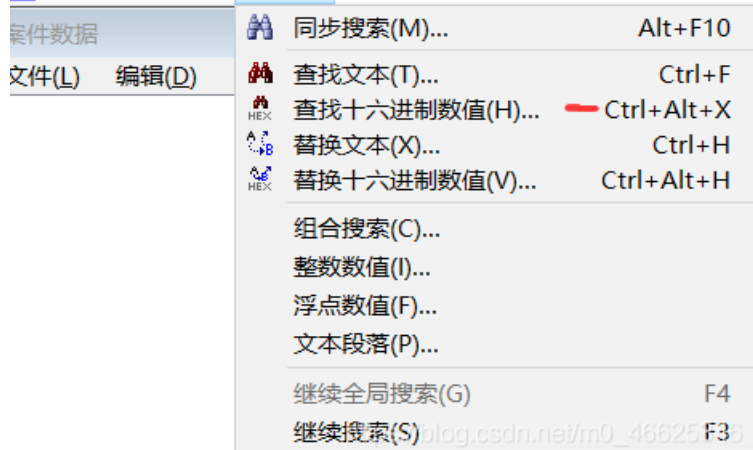 案件数据
文件(L) 编辑(D)
同步搜索(M)... Alt+F10
查找文本(T)... Ctrl+F
HEX 查找十六进制数值(H)... Ctrl+Alt+X
B 替换文本(X)... Ctrl+H
HEX 替换十六进制数值(V)... Ctrl+Alt+H
组合搜索(C)...
整数数值(I)...
浮点数值(F)...
文本段落(P)...
继续全局搜索(G) F4
继续搜索(S) F3
blog.csdn.net/m0_46625